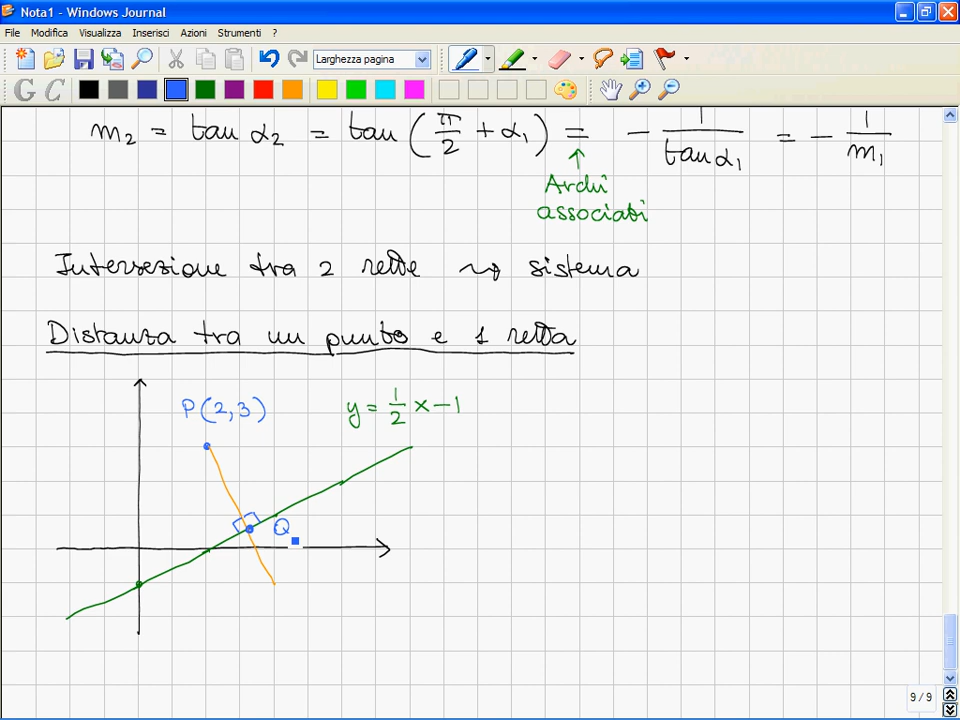 Nota1 - Windows Journal
File Modifica Visualizza Inserisci Azioni Strumenti ?
Larghezza pagina
G C
m₂ = tan α₂ = tan (π/2 + α₁) = - 1/tan α₁ = - 1/m₁
Archi
associati
Intersezione tra 2 rette ⇝ sistema
Distanza tra un punto e 1 retta
P(2,3) y = 1/2 x - 1
Q
9 / 9